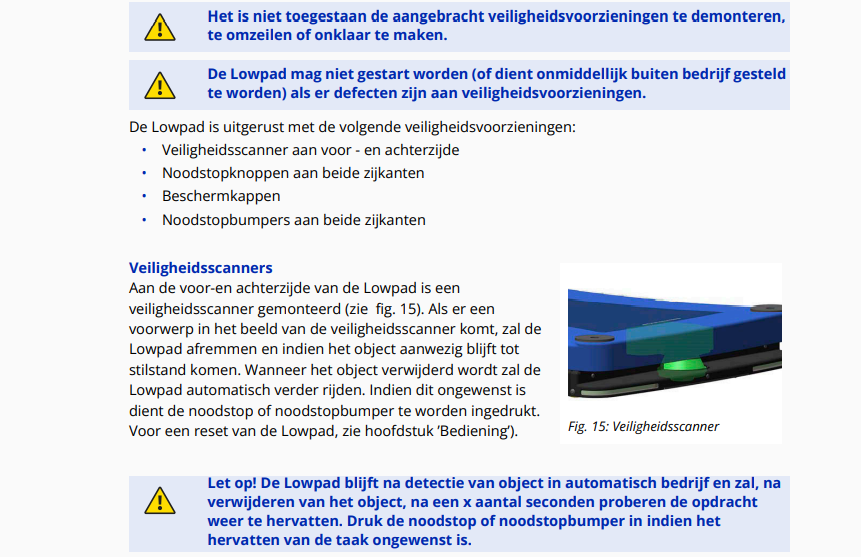 Het is niet toegestaan de aangebracht veiligheidsvoorzieningen te demonteren,
te omzeilen of onklaar te maken.
De Lowpad mag niet gestart worden (of dient onmiddellijk buiten bedrijf gesteld
te worden) als er defecten zijn aan veiligheidsvoorzieningen.
De Lowpad is uitgerust met de volgende veiligheidsvoorzieningen:
• Veiligheidsscanner aan voor - en achterzijde
• Noodstopknoppen aan beide zijkanten
• Beschermkappen
• Noodstopbumpers aan beide zijkanten
Veiligheidsscanners
Aan de voor-en achterzijde van de Lowpad is een
veiligheidsscanner gemonteerd (zie fig. 15). Als er een
voorwerp in het beeld van de veiligheidsscanner komt, zal de
Lowpad afremmen en indien het object aanwezig blijft tot
stilstand komen. Wanneer het object verwijderd wordt zal de
Lowpad automatisch verder rijden. Indien dit ongewenst is
dient de noodstop of noodstopbumper te worden ingedrukt.
Voor een reset van de Lowpad, zie hoofdstuk ‘Bediening’).
Fig. 15: Veiligheidsscanner
Let op! De Lowpad blijft na detectie van object in automatisch bedrijf en zal, na
verwijderen van het object, na een x aantal seconden proberen de opdracht
weer te hervatten. Druk de noodstop of noodstopbumper in indien het
hervatten van de taak ongewenst is.